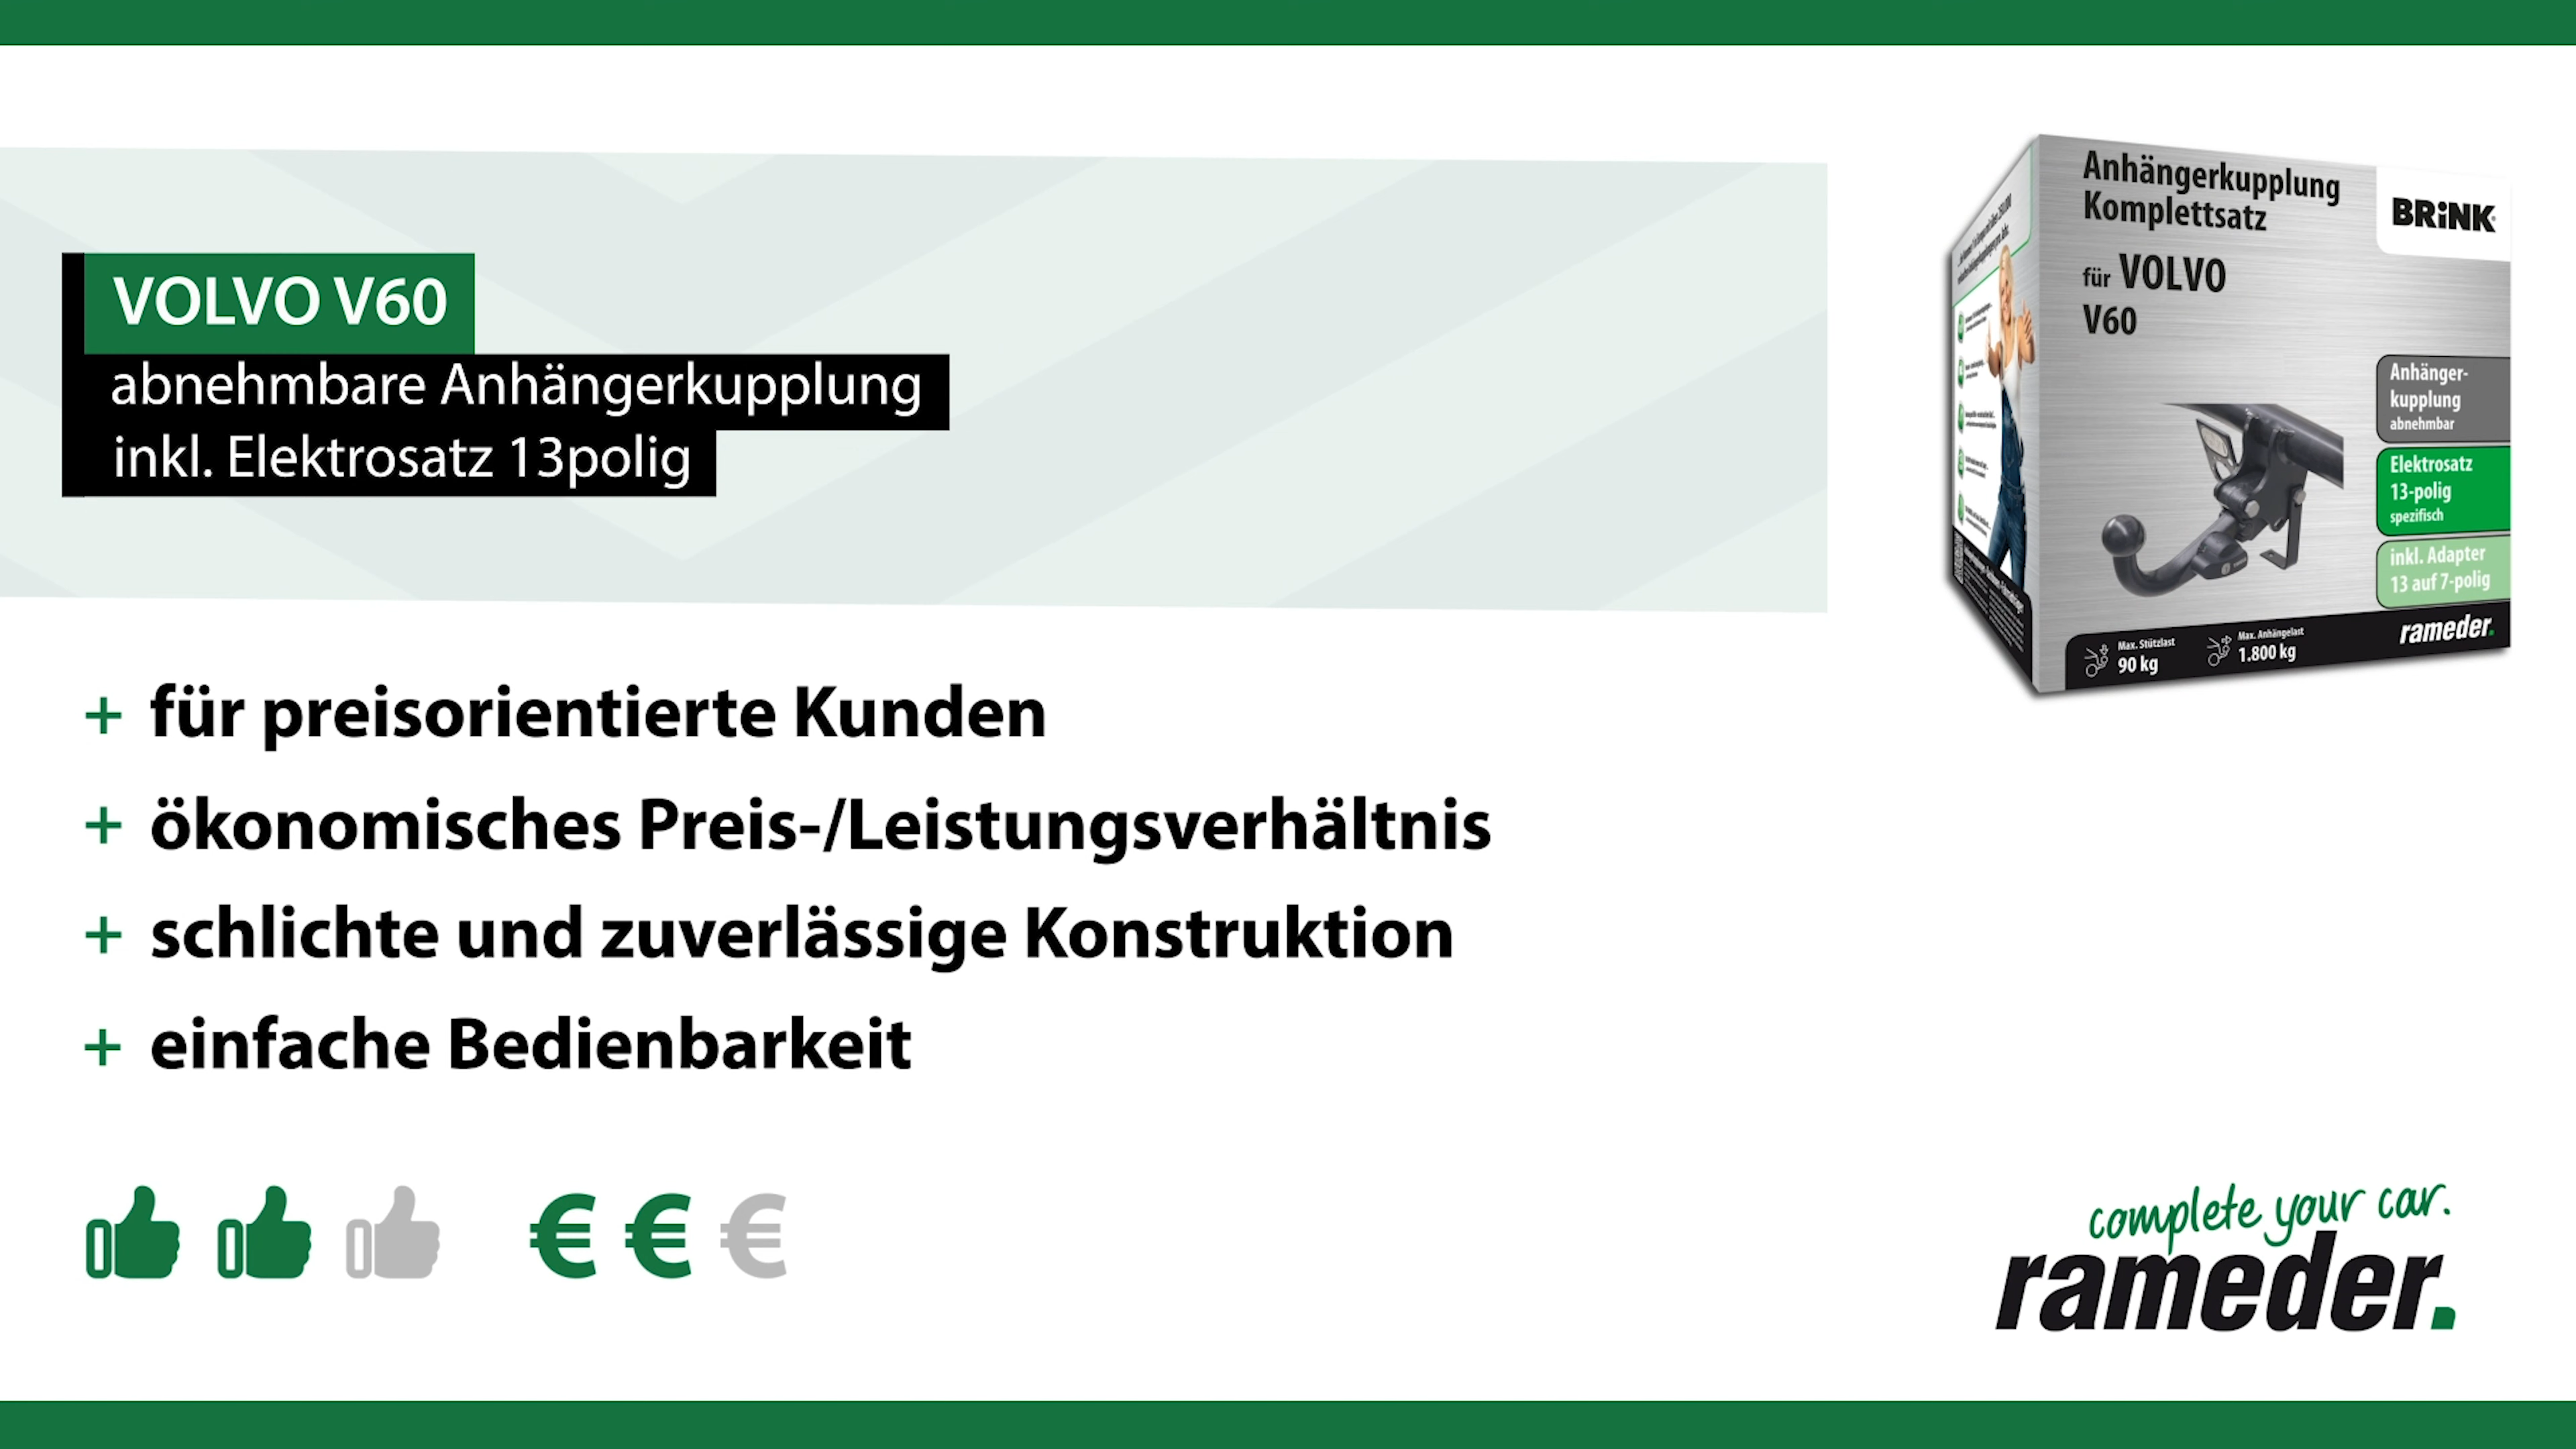 VOLVO V60
abnehmbare Anhängerkupplung
inkl. Elektrosatz 13polig
Anhängerkupplung
Komplettsatz
BRiNK
für VOLVO
V60
Anhänger-
kupplung
abnehmbar
Elektrosatz
13-polig
spezifisch
inkl. Adapter
13 auf 7-polig
Max. Stützlast
90 kg
Max. Anhängelast
1.800 kg
rameder.
+ für preisorientierte Kunden
+ ökonomisches Preis-/Leistungsverhältnis
+ schlichte und zuverlässige Konstruktion
+ einfache Bedienbarkeit
€ € €
complete your car.
rameder.